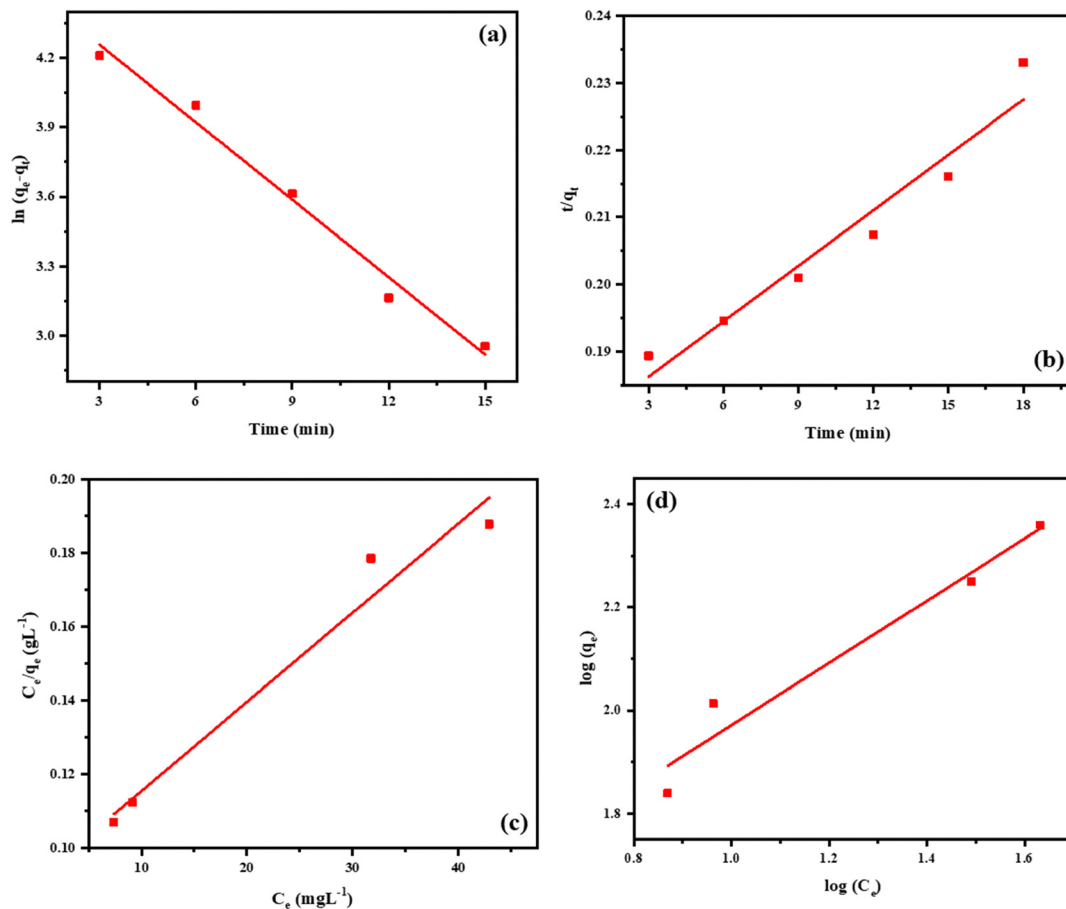 (a)
4.2
3.9
3.6
3.3
3.0
ln (qₑ-qₜ)
3 6 9 12 15
Time (min)
0.24
0.23
0.22
0.21
0.20
0.19
t/qₜ
(b)
3 6 9 12 15 18
Time (min)
0.20
0.18
0.16
0.14
0.12
0.10
Cₑ/qₑ (gL⁻¹)
(c)
10 20 30 40
Cₑ (mgL⁻¹)
(d)
2.4
2.2
2.0
1.8
log (qₑ)
0.8 1.0 1.2 1.4 1.6
log (Cₑ)